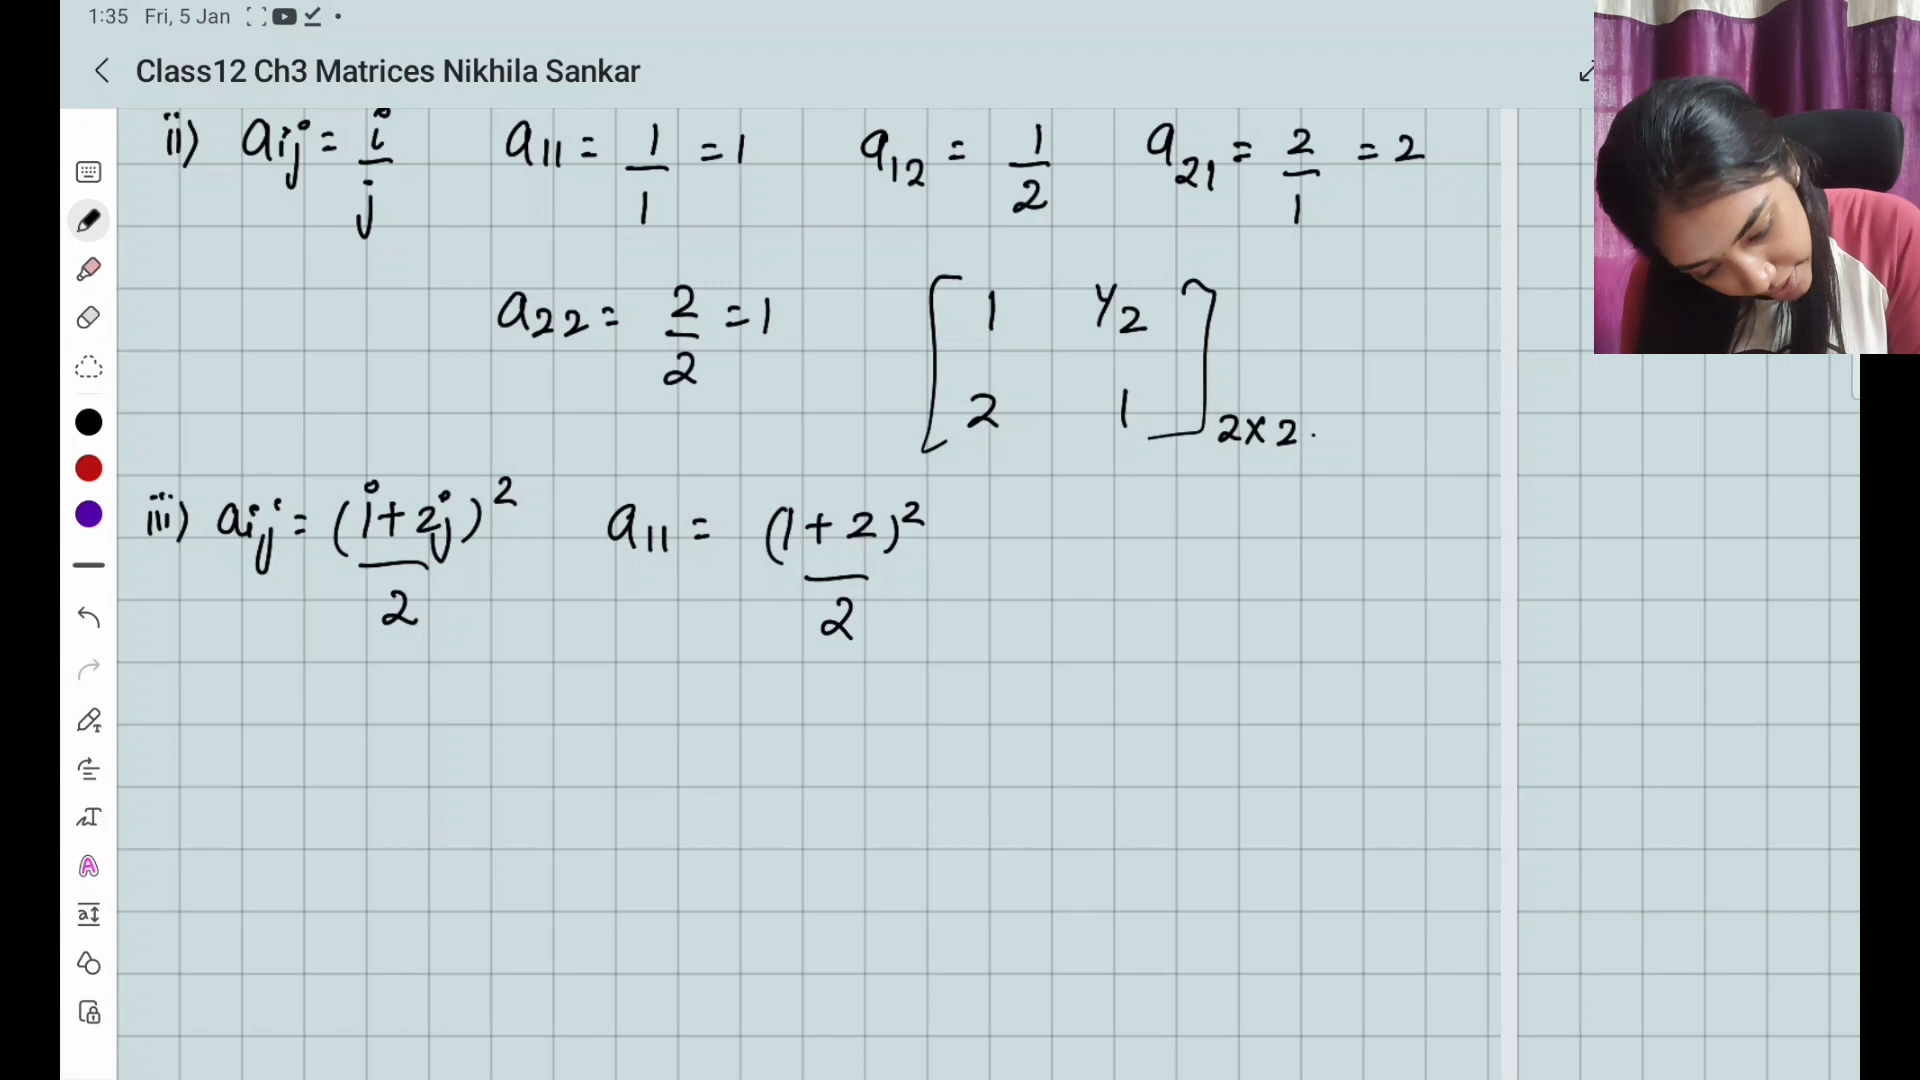 1:35 Fri, 5 Jan
Class12 Ch3 Matrices Nikhila Sankar
ii) aij = i/j a11 = 1/1 = 1 a12 = 1/2 a21 = 2/1 = 2
a22 = 2/2 = 1 [ 1 1/2
2 1 ] 2×2.
iii) aij = (i+2j)²/2 a11 = (1+2)²/2